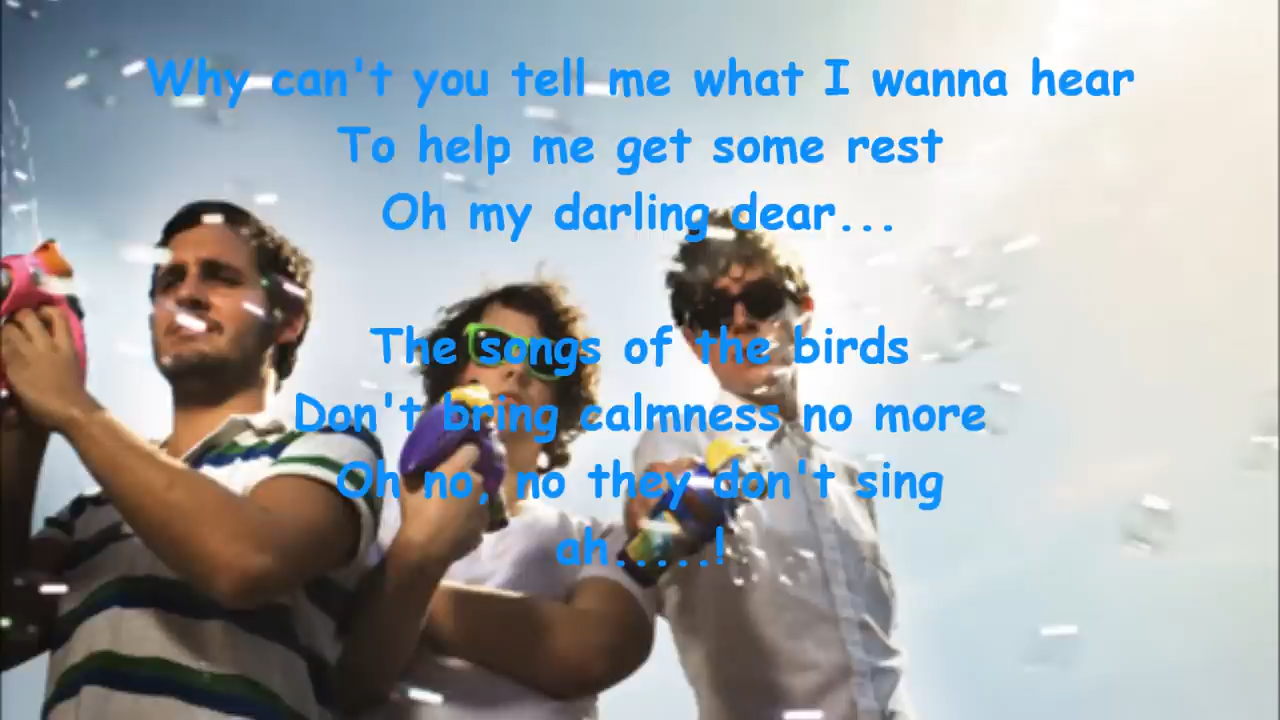 Why can't you tell me what I wanna hear
To help me get some rest
Oh my darling dear...
The songs of the birds
Don't bring calmness no more
Oh no, no they don't sing
ah.....!